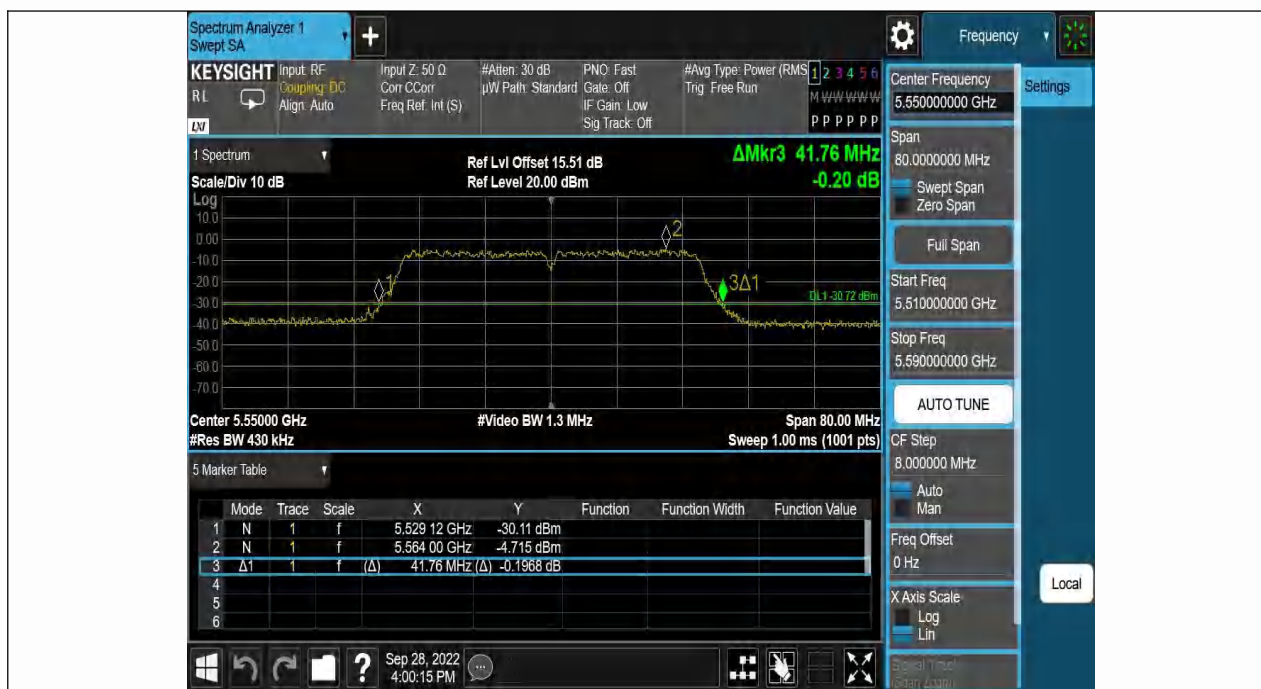 Spectrum Analyzer 1
Swept SA
+
Frequency
KEYSIGHT
RL
LXI
Input: RF
Coupling: DC
Align: Auto
Input Z: 50 Ω
Corr CCorr
Freq Ref: Int (S)
#Atten: 30 dB
µW Path: Standard
PNO: Fast
Gate: Off
IF Gain: Low
Sig Track: Off
#Avg Type: Power (RMS
Trig: Free Run
1 2 3 4 5 6
M W W W W W
P P P P P P
1 Spectrum
Scale/Div 10 dB
Ref Lvl Offset 15.51 dB
Ref Level 20.00 dBm
ΔMkr3 41.76 MHz
-0.20 dB
Log
10.0
0.00
-10.0
-20.0
-30.0
-40.0
-50.0
-60.0
-70.0
1
2
3Δ1
DL1 -30.72 dBm
Center 5.55000 GHz
#Video BW 1.3 MHz
Span 80.00 MHz
#Res BW 430 kHz
Sweep 1.00 ms (1001 pts)
5 Marker Table
Mode Trace Scale X Y Function Function Width Function Value
1 N 1 f 5.529 12 GHz -30.11 dBm
2 N 1 f 5.564 00 GHz -4.715 dBm
3 Δ1 1 f (Δ) 41.76 MHz (Δ) -0.1968 dB
4
5
6
?
Sep 28, 2022
4:00:15 PM
Center Frequency
5.550000000 GHz
Settings
Span
80.0000000 MHz
Swept Span
Zero Span
Full Span
Start Freq
5.510000000 GHz
Stop Freq
5.590000000 GHz
AUTO TUNE
CF Step
8.000000 MHz
Auto
Man
Freq Offset
0 Hz
X Axis Scale
Log
Lin
Local